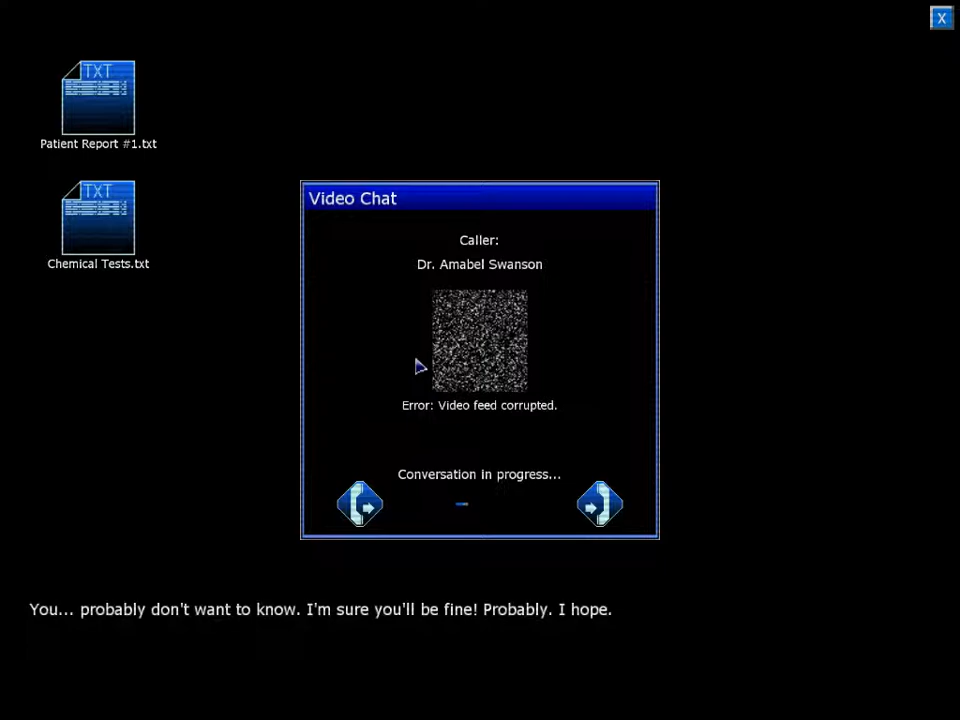 X
TXT
Patient Report #1.txt
TXT
Chemical Tests.txt
Video Chat
Caller:
Dr. Amabel Swanson
Error: Video feed corrupted.
Conversation in progress...
You... probably don't want to know. I'm sure you'll be fine! Probably. I hope.